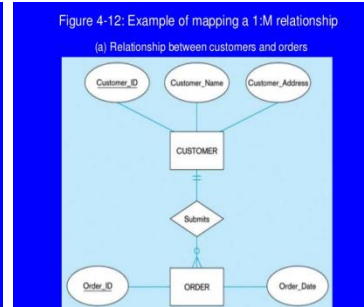 Figure 4-12: Example of mapping a 1:M relationship
(a) Relationship between customers and orders
Customer_ID
Customer_Name
Customer_Address
CUSTOMER
Submits
Order_ID
ORDER
Order_Date